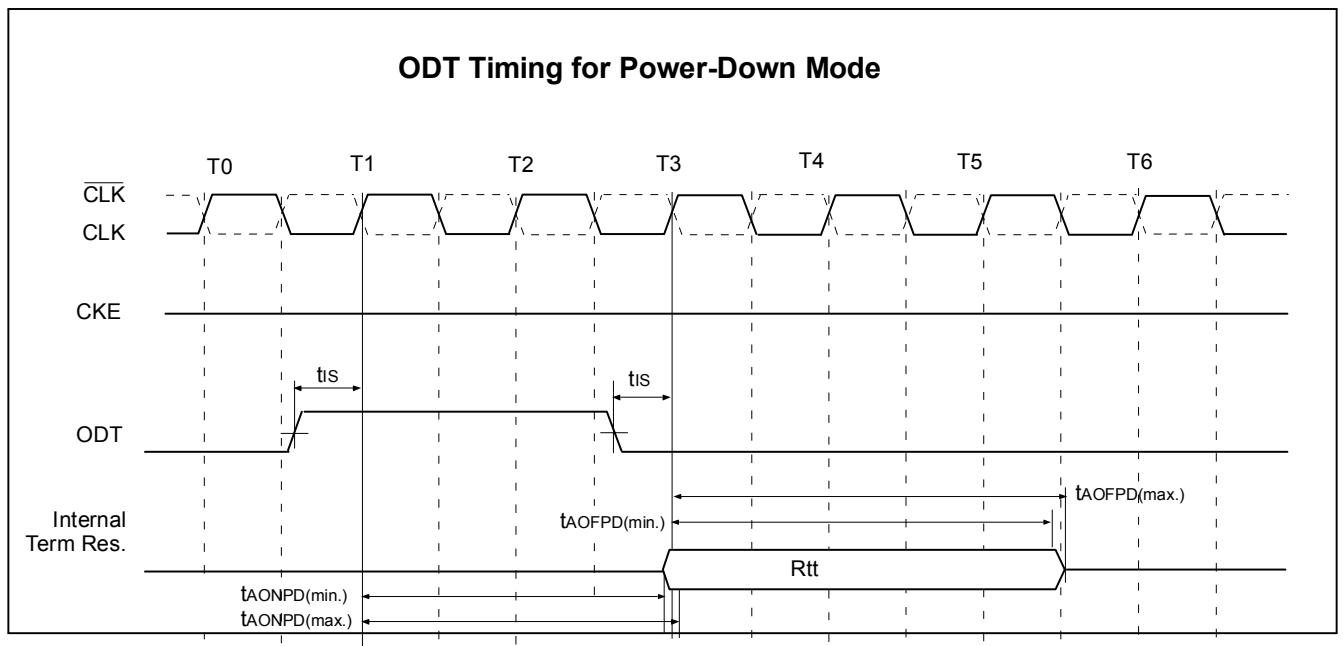 ODT Timing for Power-Down Mode
T0 T1 T2 T3 T4 T5 T6
CLK
CLK
CKE
tIS tIS
ODT
tAOFPD(max.)
tAOFPD(min.)
Internal
Term Res.
Rtt
tAONPD(min.)
tAONPD(max.)